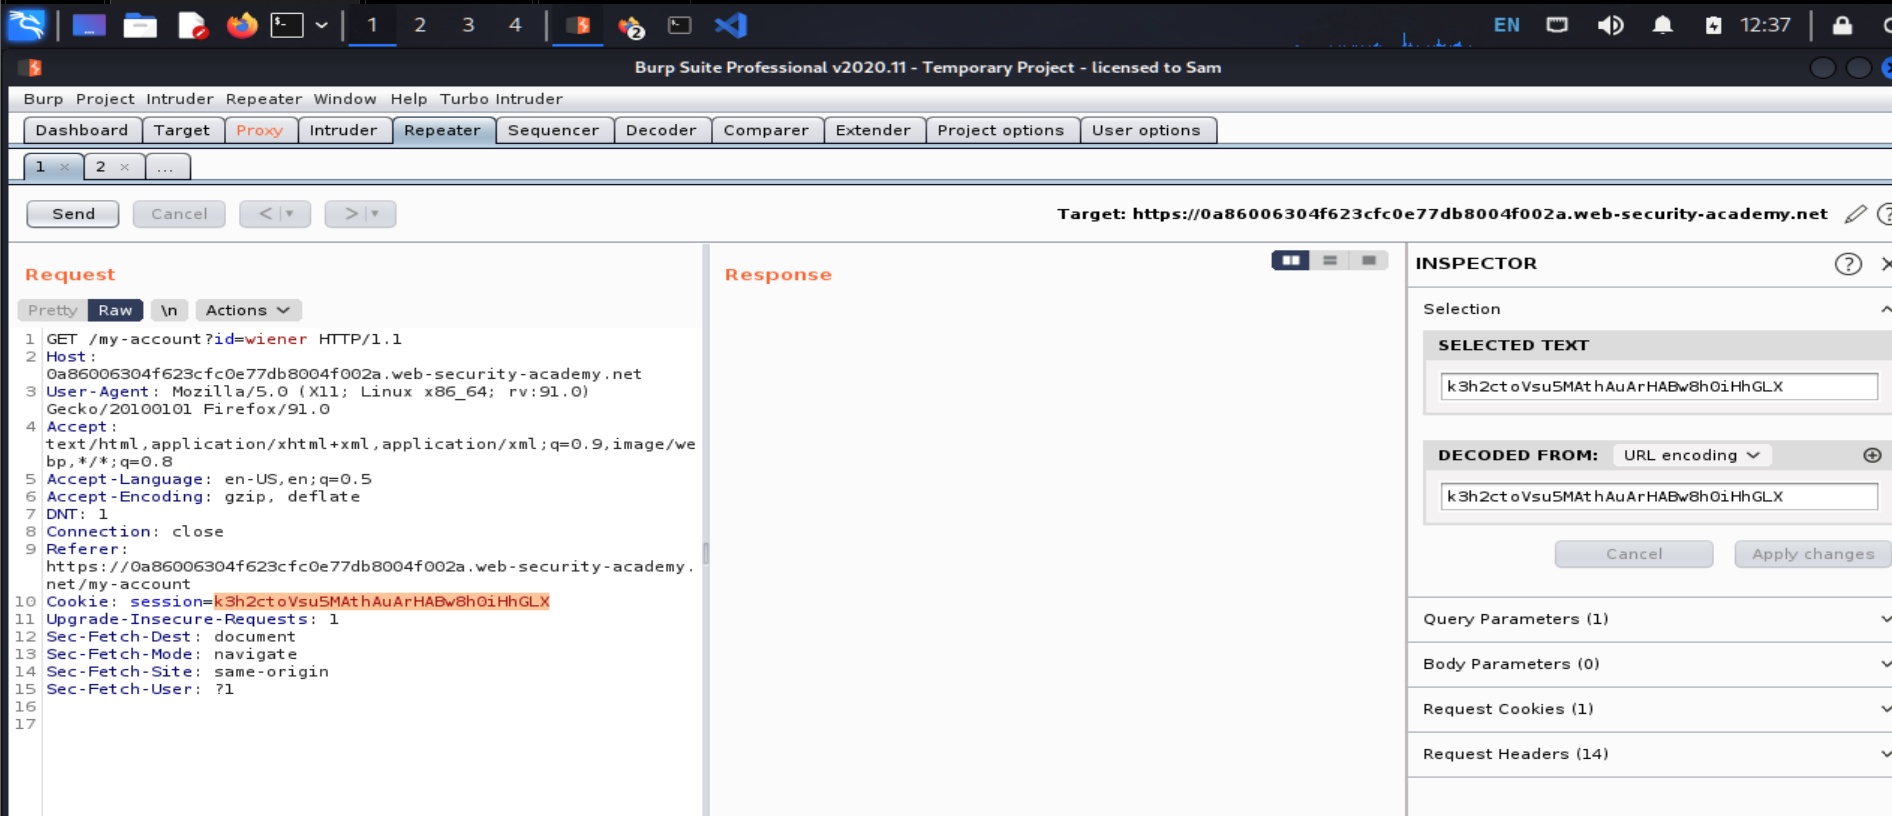 1 2 3 4 2 EN 12:37
Burp Suite Professional v2020.11 - Temporary Project - licensed to Sam
Burp Project Intruder Repeater Window Help Turbo Intruder
Dashboard Target Proxy Intruder Repeater Sequencer Decoder Comparer Extender Project options User options
1 × 2 × ...
Send Cancel < > Target: https://0a86006304f623cfc0e77db8004f002a.web-security-academy.net
Request
Pretty Raw \n Actions
1 GET /my-account?id=wiener HTTP/1.1
2 Host:
0a86006304f623cfc0e77db8004f002a.web-security-academy.net
3 User-Agent: Mozilla/5.0 (X11; Linux x86_64; rv:91.0)
Gecko/20100101 Firefox/91.0
4 Accept:
text/html,application/xhtml+xml,application/xml;q=0.9,image/we
bp,*/*;q=0.8
5 Accept-Language: en-US,en;q=0.5
6 Accept-Encoding: gzip, deflate
7 DNT: 1
8 Connection: close
9 Referer:
https://0a86006304f623cfc0e77db8004f002a.web-security-academy.
net/my-account
10 Cookie: session=k3h2ctoVsu5MAthAuArHABw8h0iHhGLX
11 Upgrade-Insecure-Requests: 1
12 Sec-Fetch-Dest: document
13 Sec-Fetch-Mode: navigate
14 Sec-Fetch-Site: same-origin
15 Sec-Fetch-User: ?1
16
17
Response
INSPECTOR ?
Selection
SELECTED TEXT
k3h2ctoVsu5MAthAuArHABw8h0iHhGLX
DECODED FROM: URL encoding
k3h2ctoVsu5MAthAuArHABw8h0iHhGLX
Cancel Apply changes
Query Parameters (1)
Body Parameters (0)
Request Cookies (1)
Request Headers (14)